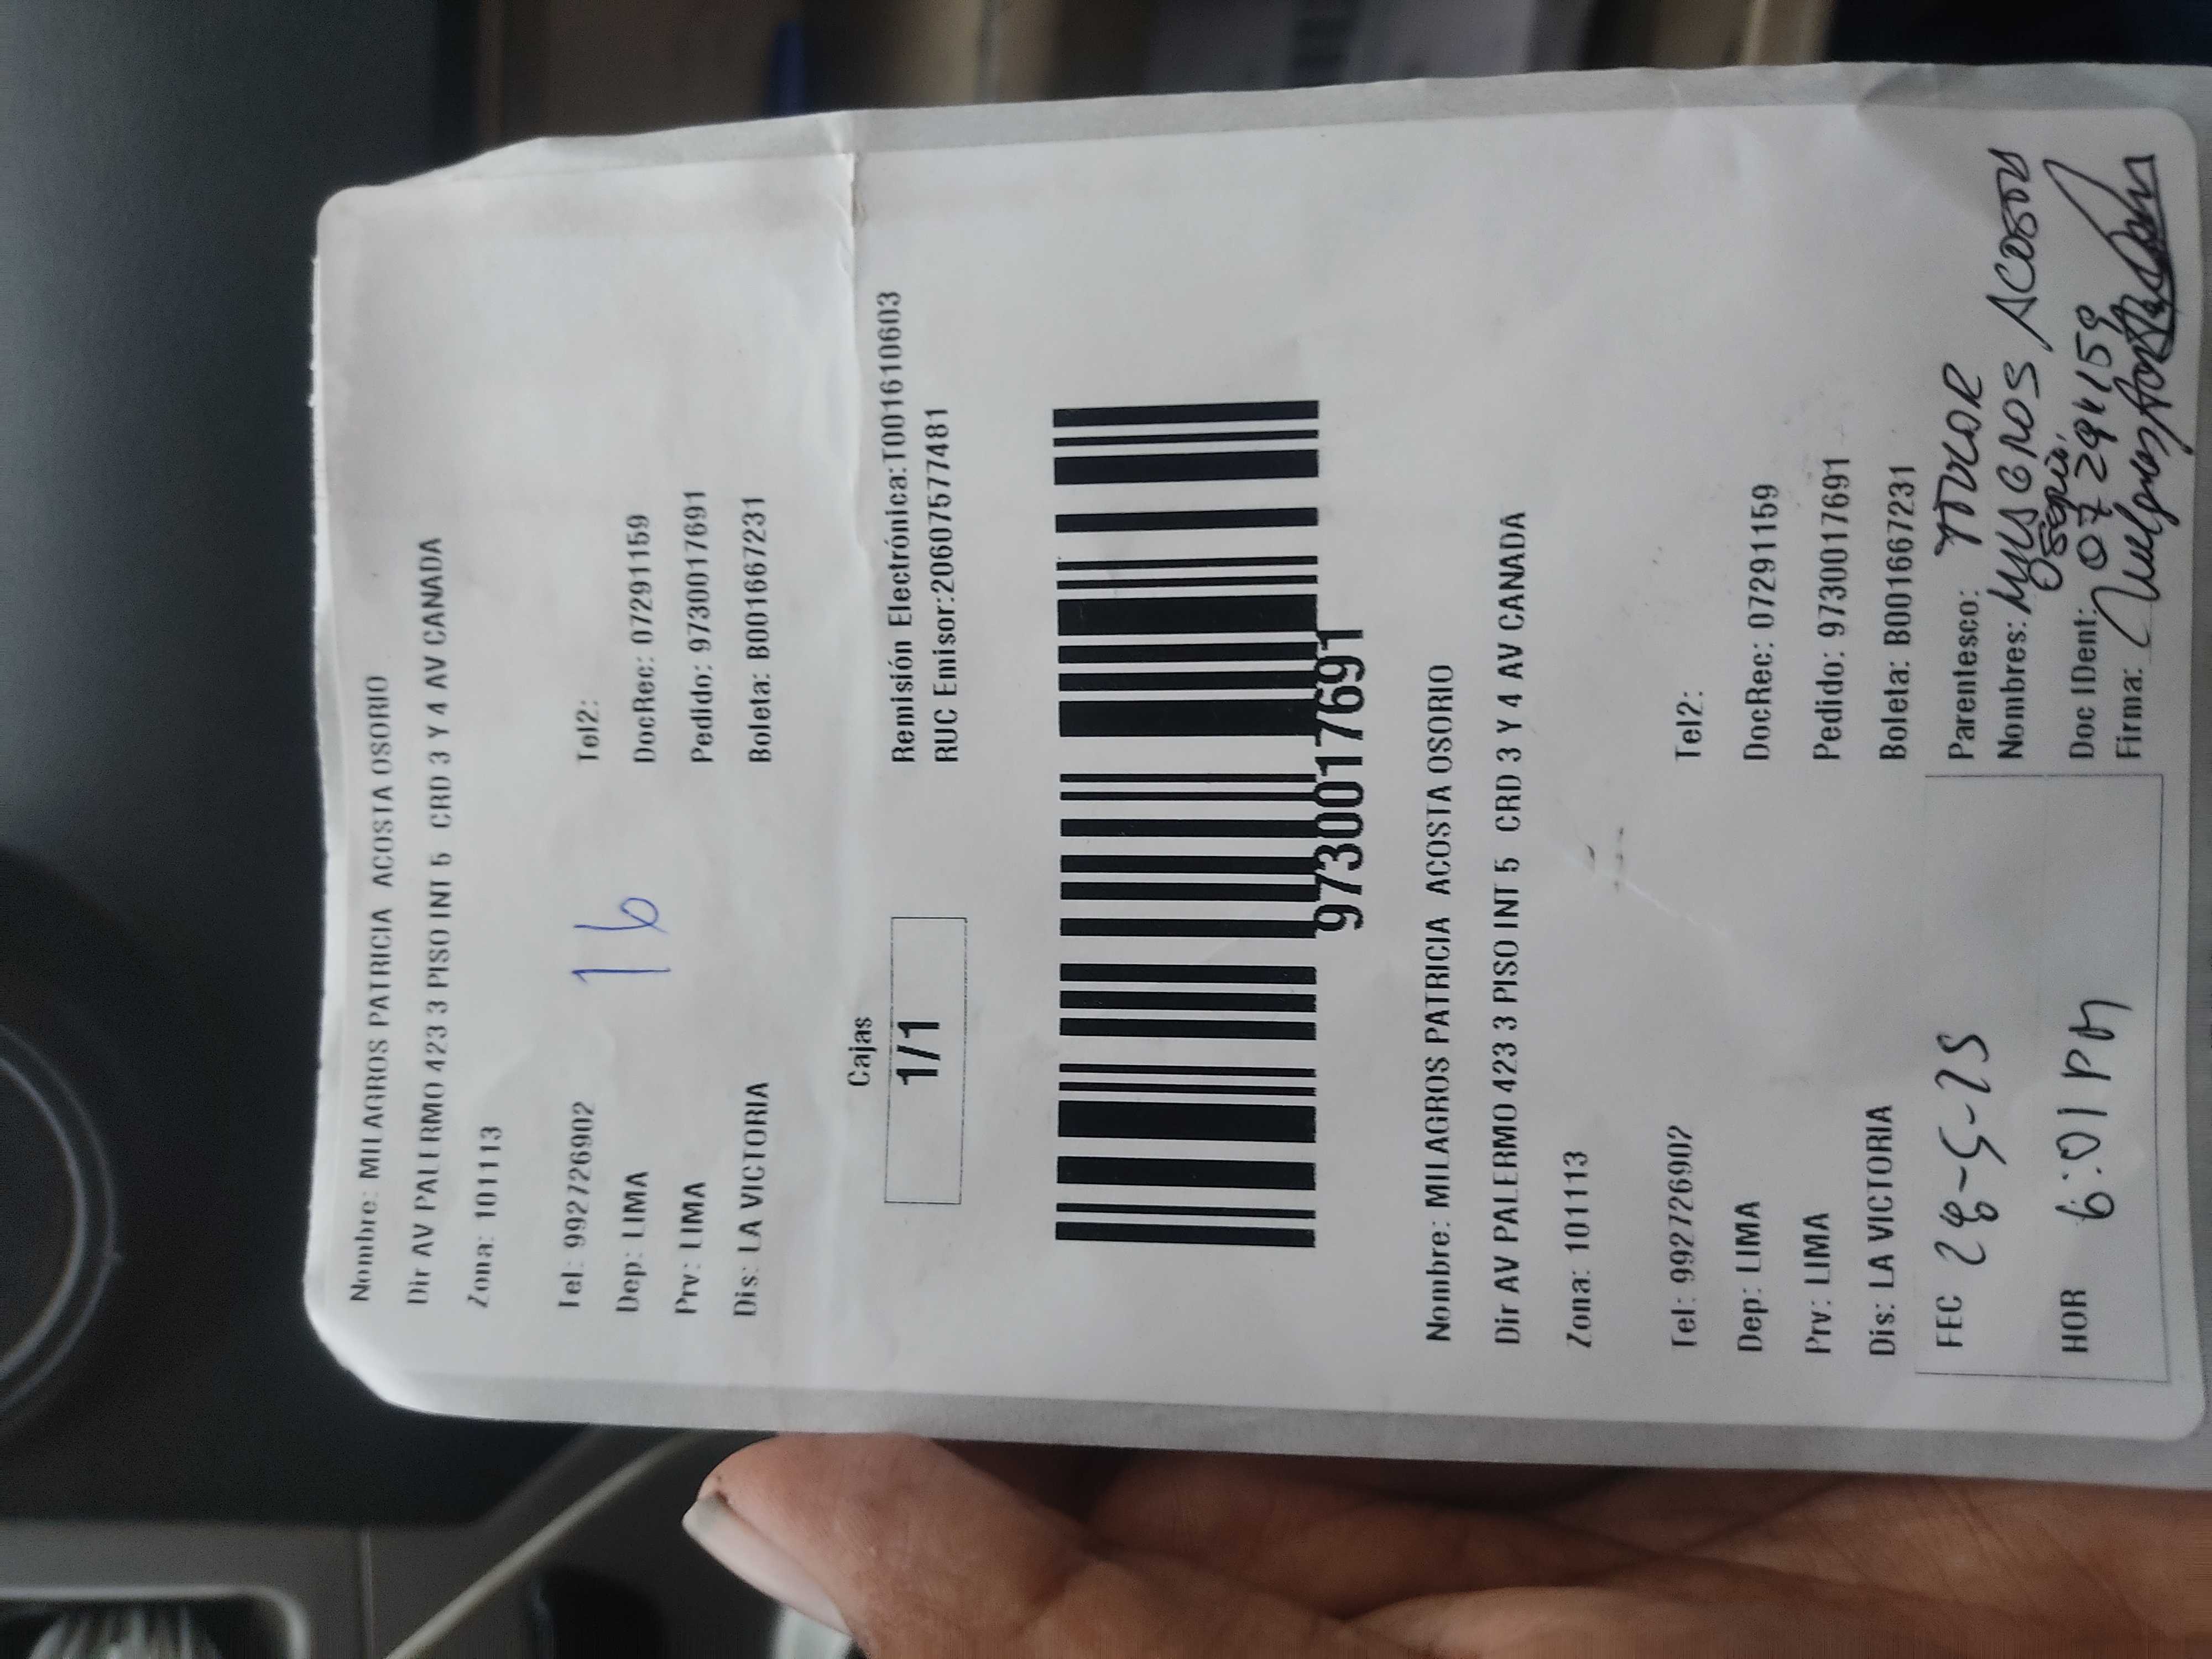 Nombre: MILAGROS PATRICIA ACOSTA OSORIO
Dir AV PALERMO 423 3 PISO INT 5 CRD 3 Y 4 AV CANADA
Zona: 101113
Tel: 992726902 Tel2:
16
Dep: LIMA DocRec: 07291159
Prv: LIMA Pedido: 9730017691
Dis: LA VICTORIA Boleta: B001667231
Cajas
1/1
Remisión Electrónica:T001610603
RUC Emisor:20607577481
9730017691
Nombre: MILAGROS PATRICIA ACOSTA OSORIO
Dir AV PALERMO 423 3 PISO INT 5 CRD 3 Y 4 AV CANADA
Zona: 101113
Tel: 992726902 Tel2:
Dep: LIMA DocRec: 07291159
Prv: LIMA Pedido: 9730017691
Dis: LA VICTORIA Boleta: B001667231
FEC 28-5-25
HOR 6:01 PM
Parentesco:
Nombres: MILAGROS ACOSTA
Osorio
Doc IDent: 07291159
Firma: